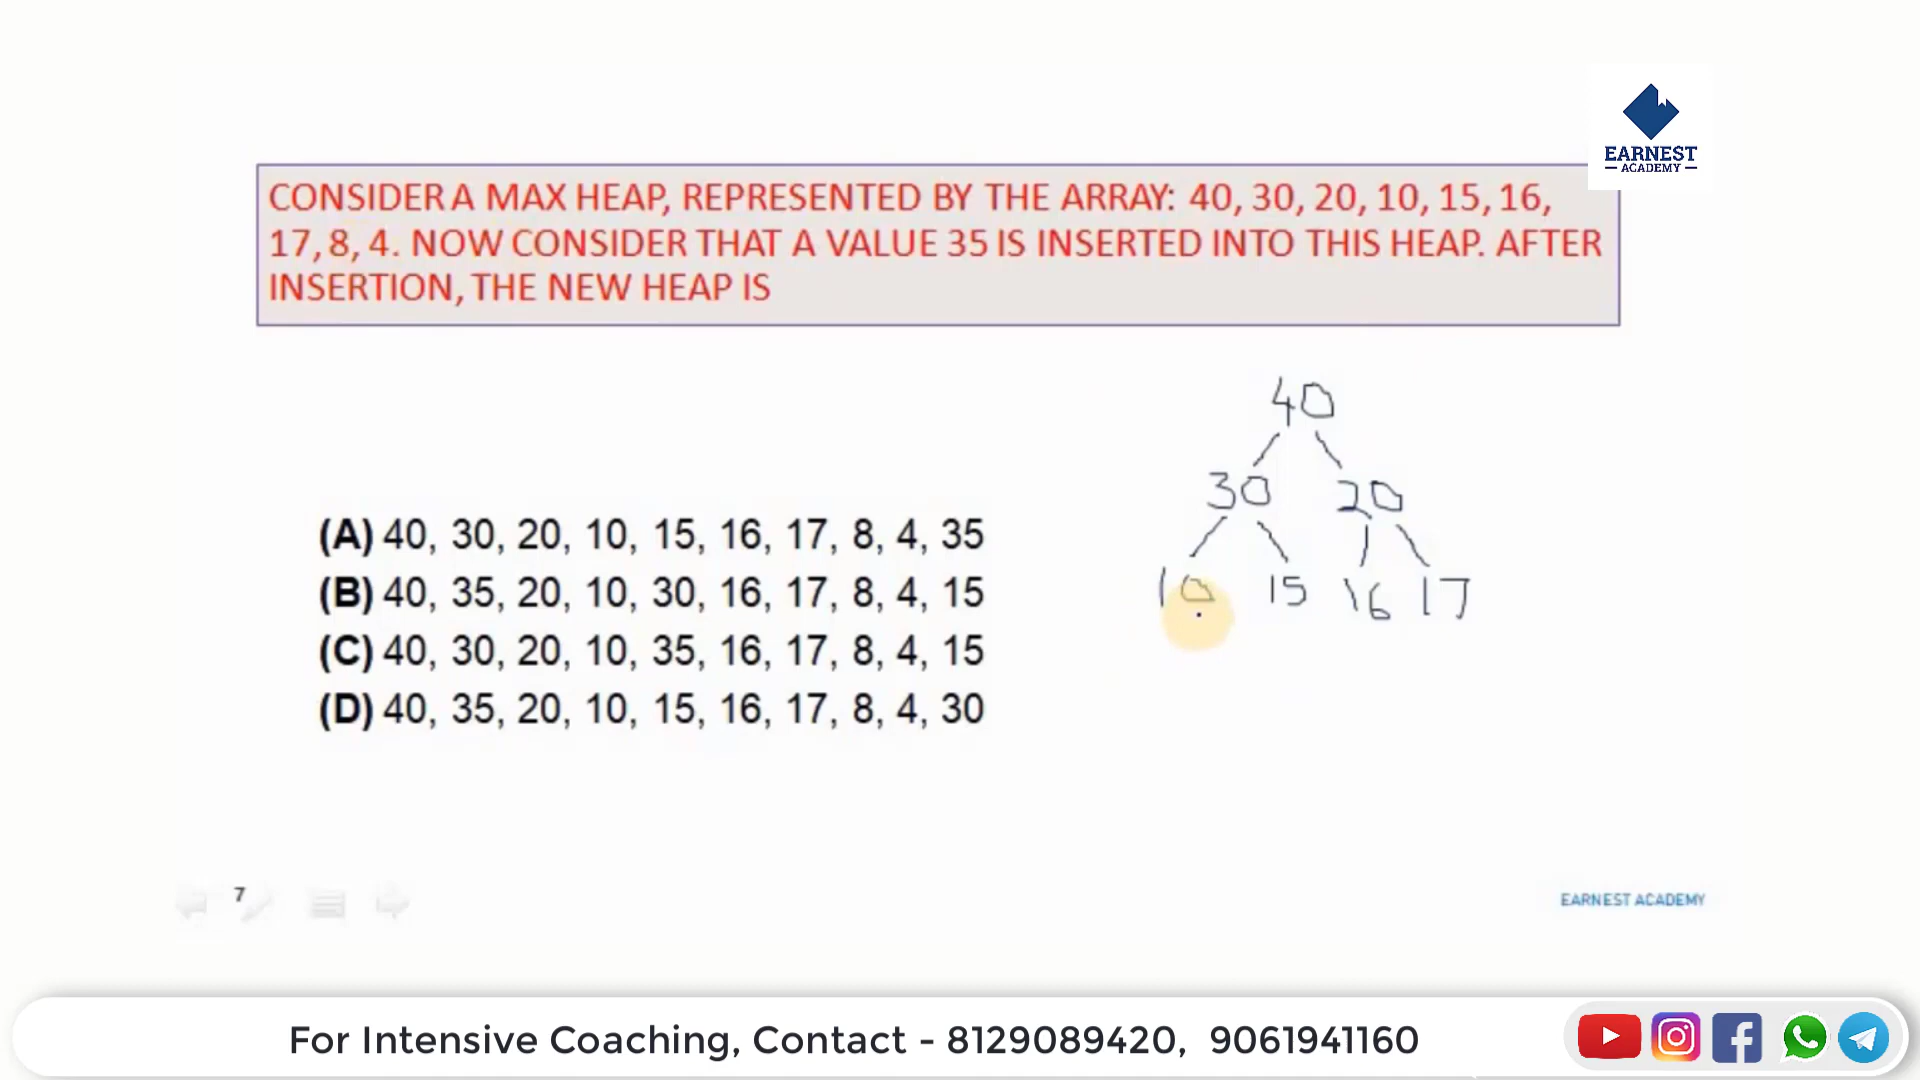 EARNEST
ACADEMY
CONSIDER A MAX HEAP, REPRESENTED BY THE ARRAY: 40, 30, 20, 10, 15, 16,
17, 8, 4. NOW CONSIDER THAT A VALUE 35 IS INSERTED INTO THIS HEAP. AFTER
INSERTION, THE NEW HEAP IS
40
30 20
10 15 16 17
(A) 40, 30, 20, 10, 15, 16, 17, 8, 4, 35
(B) 40, 35, 20, 10, 30, 16, 17, 8, 4, 15
(C) 40, 30, 20, 10, 35, 16, 17, 8, 4, 15
(D) 40, 35, 20, 10, 15, 16, 17, 8, 4, 30
7
EARNEST ACADEMY
For Intensive Coaching, Contact - 8129089420, 9061941160